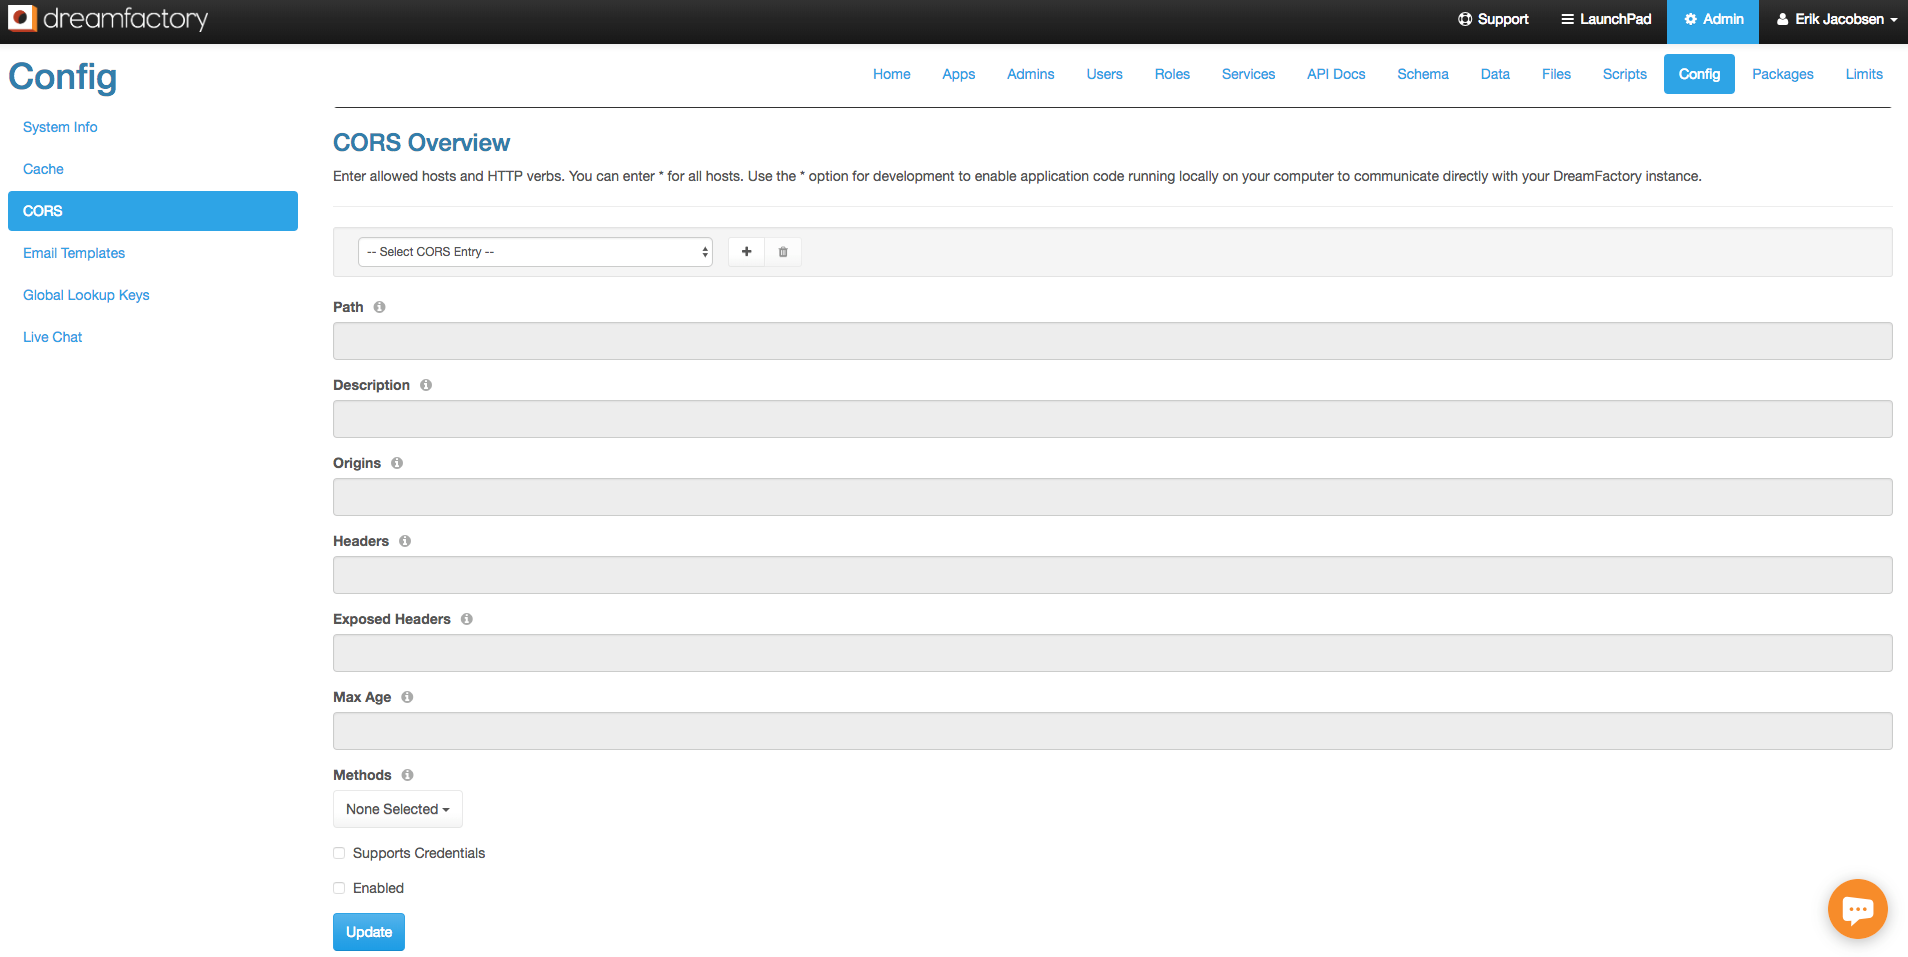 dreamfactory
Support LaunchPad Admin Erik Jacobsen
Config
Home Apps Admins Users Roles Services API Docs Schema Data Files Scripts Config Packages Limits
System Info
Cache
CORS
Email Templates
Global Lookup Keys
Live Chat
CORS Overview
Enter allowed hosts and HTTP verbs. You can enter * for all hosts. Use the * option for development to enable application code running locally on your computer to communicate directly with your DreamFactory instance.
-- Select CORS Entry --
Path
Description
Origins
Headers
Exposed Headers
Max Age
Methods
None Selected
Supports Credentials
Enabled
Update